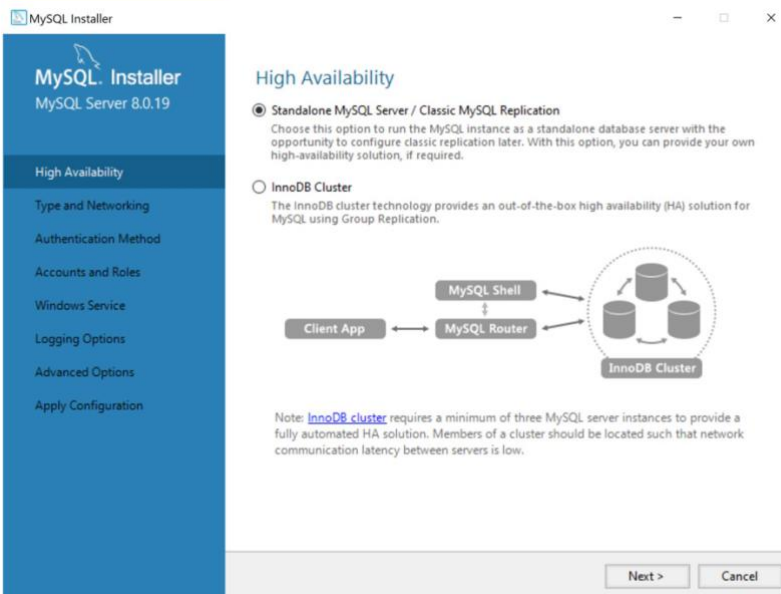 MySQL Installer
MySQL. Installer
MySQL Server 8.0.19
High Availability
Type and Networking
Authentication Method
Accounts and Roles
Windows Service
Logging Options
Advanced Options
Apply Configuration
High Availability
Standalone MySQL Server / Classic MySQL Replication
Choose this option to run the MySQL instance as a standalone database server with the
opportunity to configure classic replication later. With this option, you can provide your own
high-availability solution, if required.
InnoDB Cluster
The InnoDB cluster technology provides an out-of-the-box high availability (HA) solution for
MySQL using Group Replication.
MySQL Shell
Client App
MySQL Router
InnoDB Cluster
Note: InnoDB cluster requires a minimum of three MySQL server instances to provide a
fully automated HA solution. Members of a cluster should be located such that network
communication latency between servers is low.
Next >
Cancel